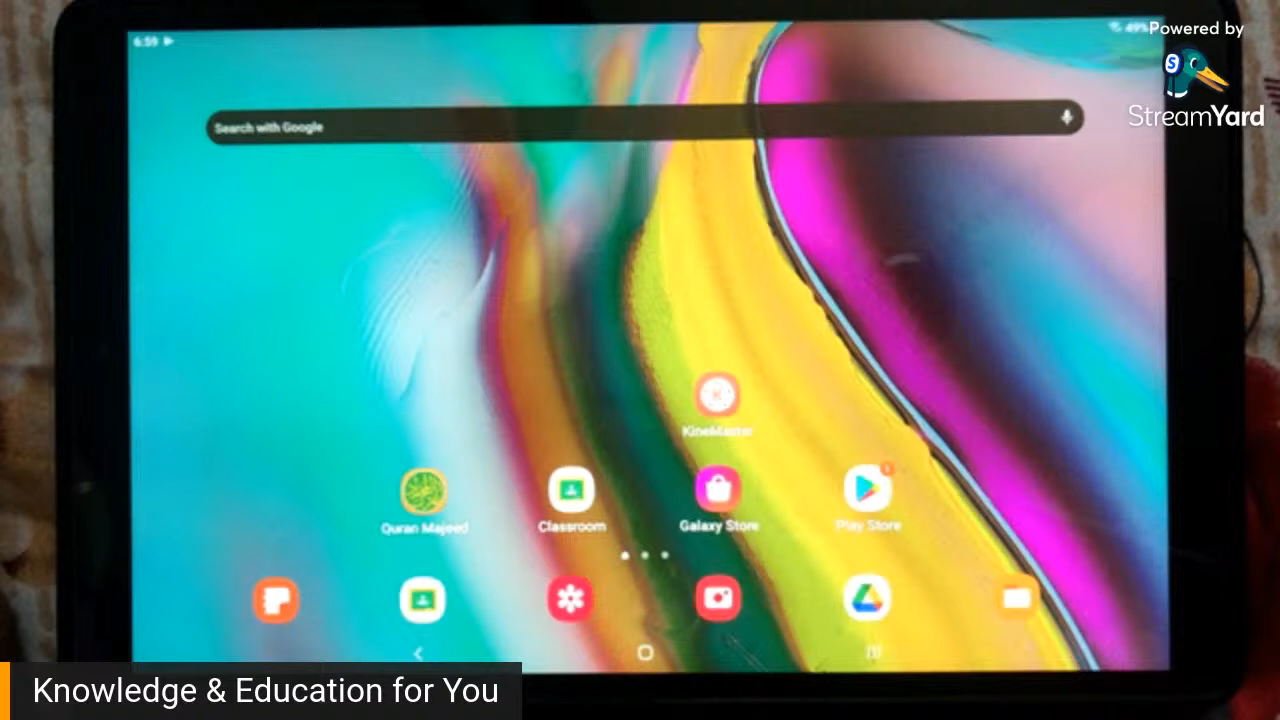 6:59
49%
Powered by
S
StreamYard
Search with Google
K
KineMaster
1
Quran Majeed
Classroom
Galaxy Store
Play Store
Knowledge & Education for You